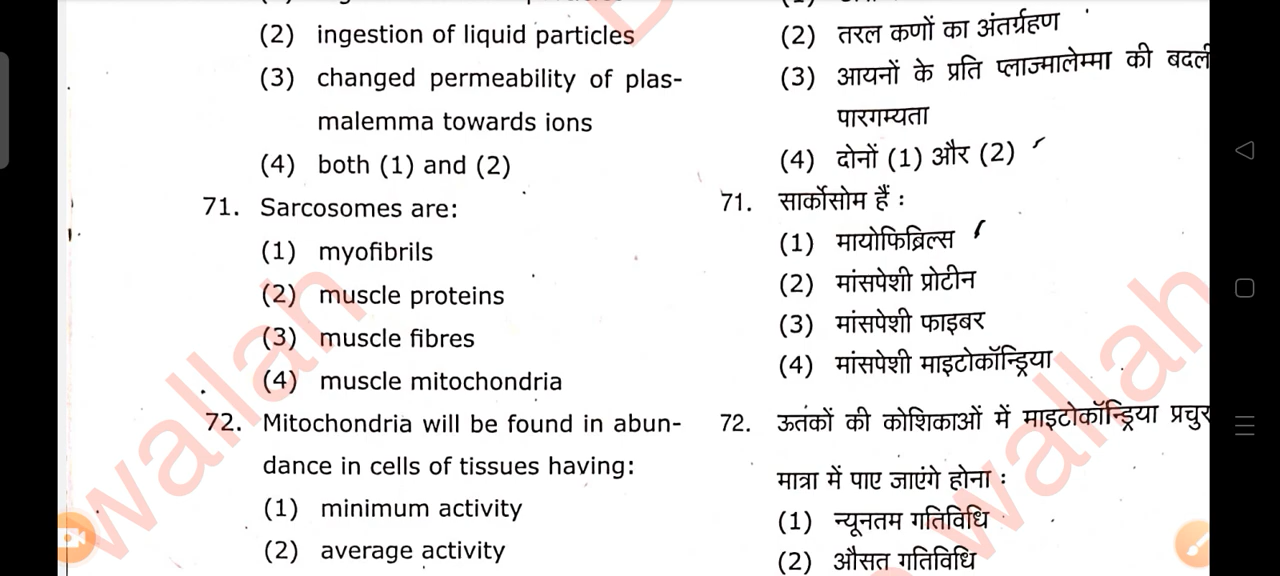 (2) ingestion of liquid particles
(3) changed permeability of plas-
malemma towards ions
(4) both (1) and (2)
71. Sarcosomes are:
(1) myofibrils
(2) muscle proteins
(3) muscle fibres
(4) muscle mitochondria
72. Mitochondria will be found in abun-
dance in cells of tissues having:
(1) minimum activity
(2) average activity
(2) तरल कणों का अंतर्ग्रहण
(3) आयनों के प्रति प्लाज्मालेम्मा की
पारगम्यता
(4) दोनों (1) और (2)
71. सार्कोसोम हैं :
(1) मायोफिब्रिल्स
(2) मांसपेशी प्रोटीन
(3) मांसपेशी फाइबर
(4) मांसपेशी माइटोकॉन्ड्रिया
72. ऊतकों की कोशिकाओं में माइटोकॉन्ड्रिया प्रचुर
मात्रा में पाए जाएंगे होना :
(1) न्यूनतम गतिविधि
(2) औसत गतिविधि
wallah
wallah